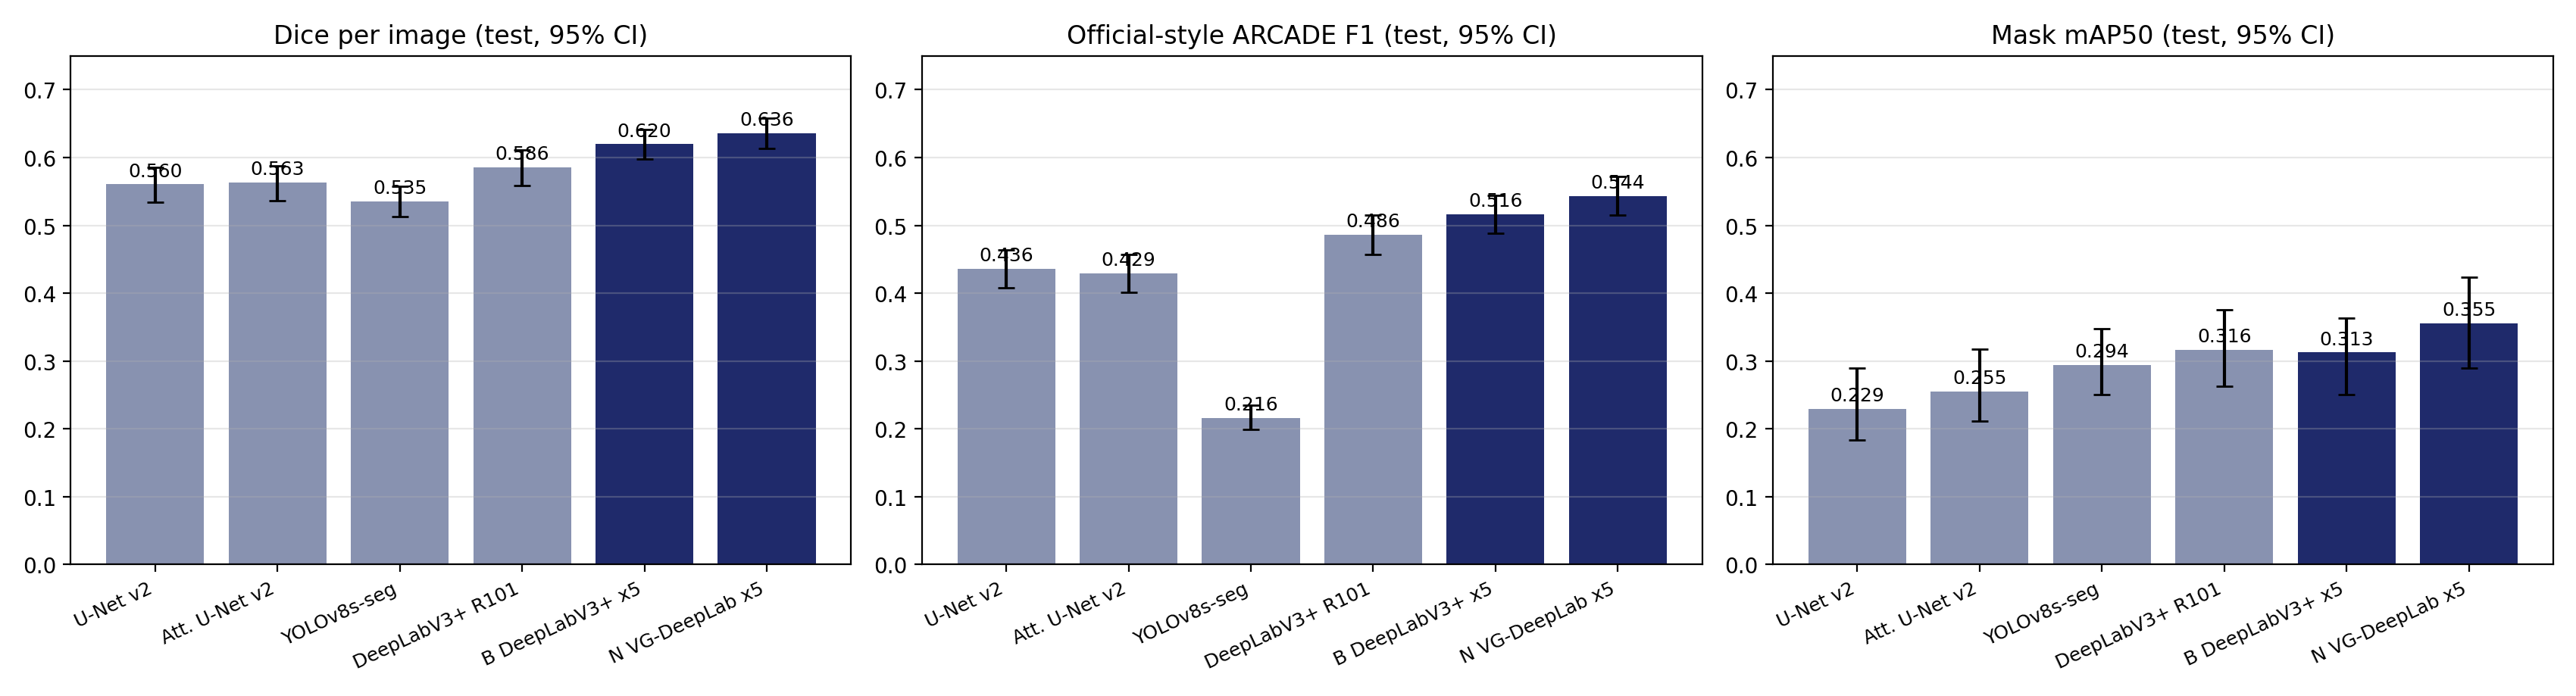 Dice per image (test, 95% CI)
0.7
0.6
0.5
0.4
0.3
0.2
0.1
0.0
0.560
0.563
0.535
0.586
0.620
0.636
U-Net v2
Att. U-Net v2
YOLOv8s-seg
DeepLabV3+ R101
B DeepLabV3+ x5
N VG-DeepLab x5
Official-style ARCADE F1 (test, 95% CI)
0.7
0.6
0.5
0.4
0.3
0.2
0.1
0.0
0.436
0.429
0.216
0.486
0.516
0.544
U-Net v2
Att. U-Net v2
YOLOv8s-seg
DeepLabV3+ R101
B DeepLabV3+ x5
N VG-DeepLab x5
Mask mAP50 (test, 95% CI)
0.7
0.6
0.5
0.4
0.3
0.2
0.1
0.0
0.229
0.255
0.294
0.316
0.313
0.355
U-Net v2
Att. U-Net v2
YOLOv8s-seg
DeepLabV3+ R101
B DeepLabV3+ x5
N VG-DeepLab x5